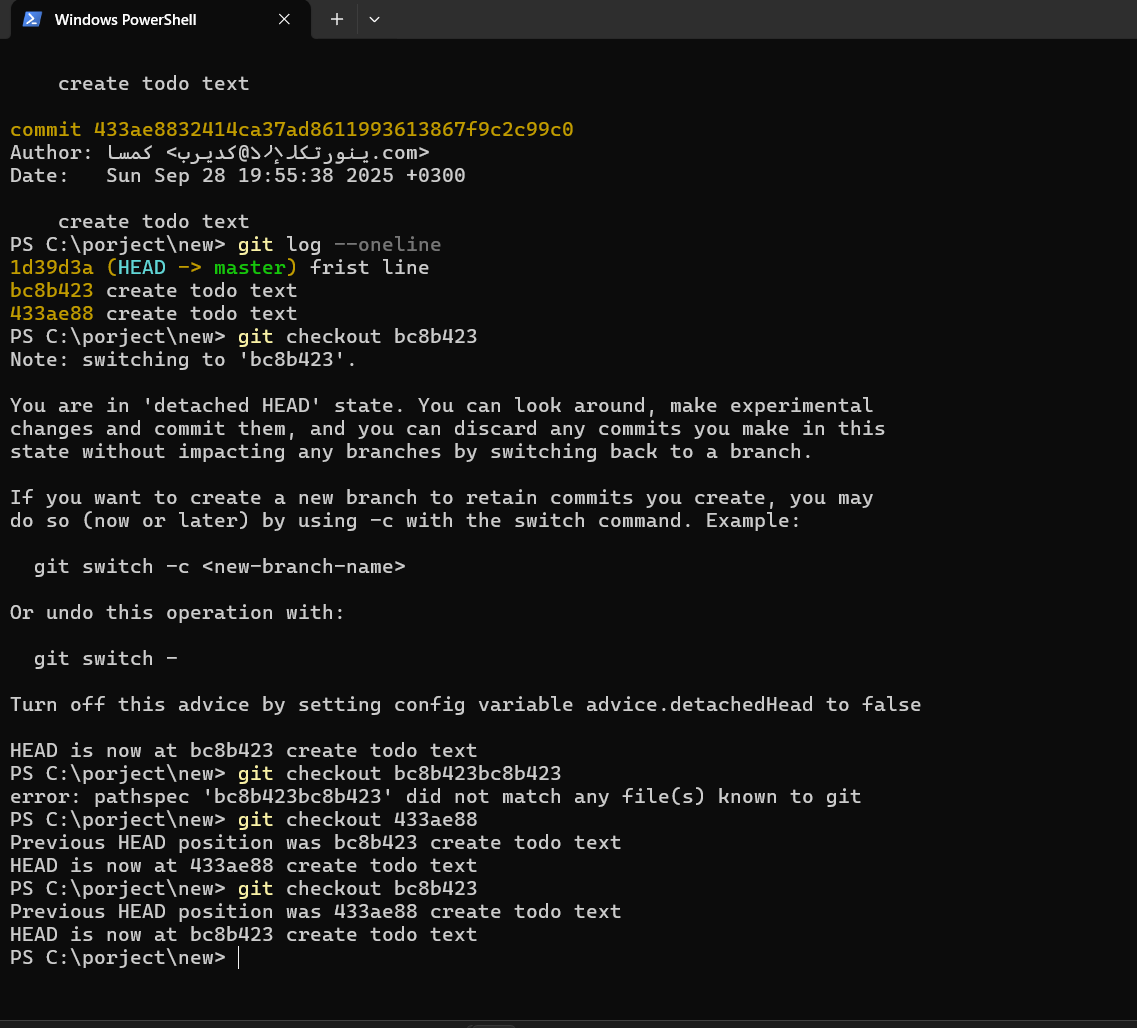 Windows PowerShell
create todo text
commit 433ae8832414ca37ad8611993613867f9c2c99c0
Author: كمسا <كديرب@.com>
Date:   Sun Sep 28 19:55:38 2025 +0300
create todo text
PS C:\porject\new> git log --oneline
1d39d3a (HEAD -> master) frist line
bc8b423 create todo text
433ae88 create todo text
PS C:\porject\new> git checkout bc8b423
Note: switching to 'bc8b423'.
You are in 'detached HEAD' state. You can look around, make experimental
changes and commit them, and you can discard any commits you make in this
state without impacting any branches by switching back to a branch.
If you want to create a new branch to retain commits you create, you may
do so (now or later) by using -c with the switch command. Example:
git switch -c <new-branch-name>
Or undo this operation with:
git switch -
Turn off this advice by setting config variable advice.detachedHead to false
HEAD is now at bc8b423 create todo text
PS C:\porject\new> git checkout bc8b423bc8b423
error: pathspec 'bc8b423bc8b423' did not match any file(s) known to git
PS C:\porject\new> git checkout 433ae88
Previous HEAD position was bc8b423 create todo text
HEAD is now at 433ae88 create todo text
PS C:\porject\new> git checkout bc8b423
Previous HEAD position was 433ae88 create todo text
HEAD is now at bc8b423 create todo text
PS C:\porject\new>